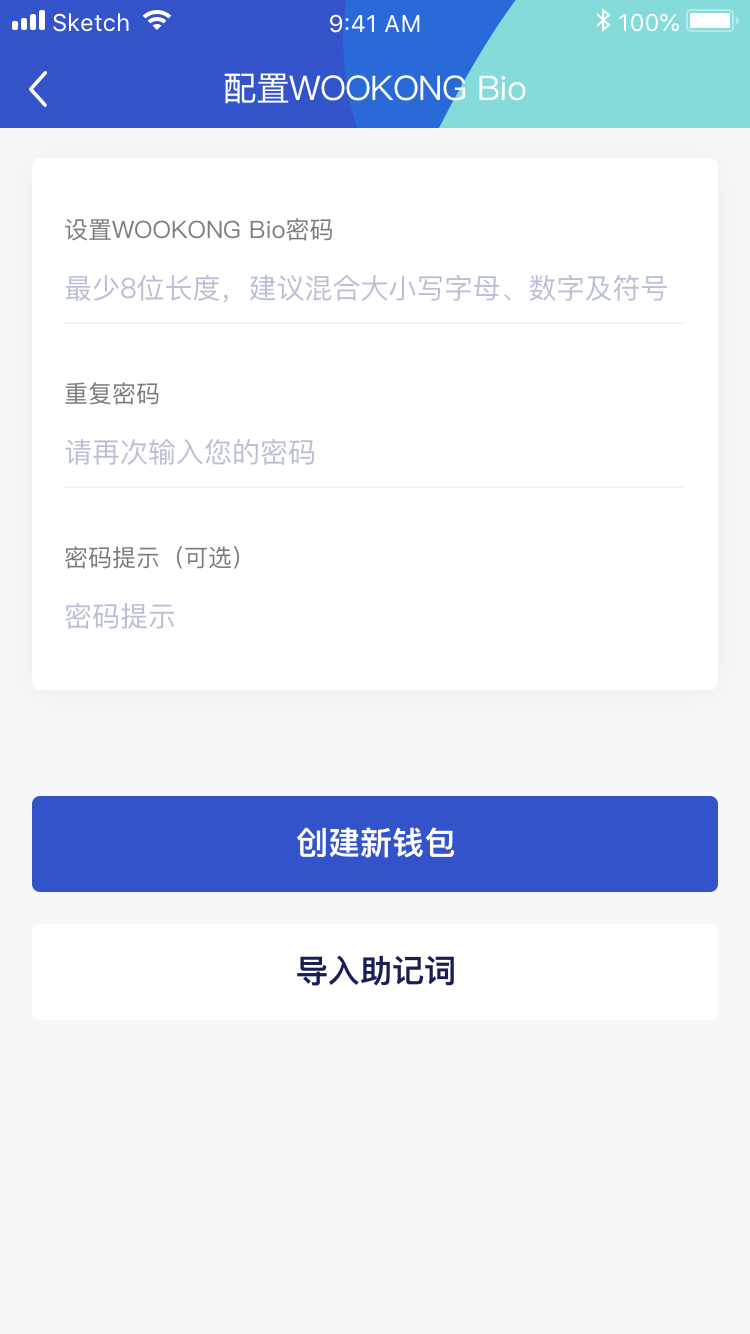 Sketch 9:41 AM 100%
配置WOOKONG Bio
设置WOOKONG Bio密码
最少8位长度，建议混合大小写字母、数字及符号
重复密码
请再次输入您的密码
密码提示（可选）
密码提示
创建新钱包
导入助记词